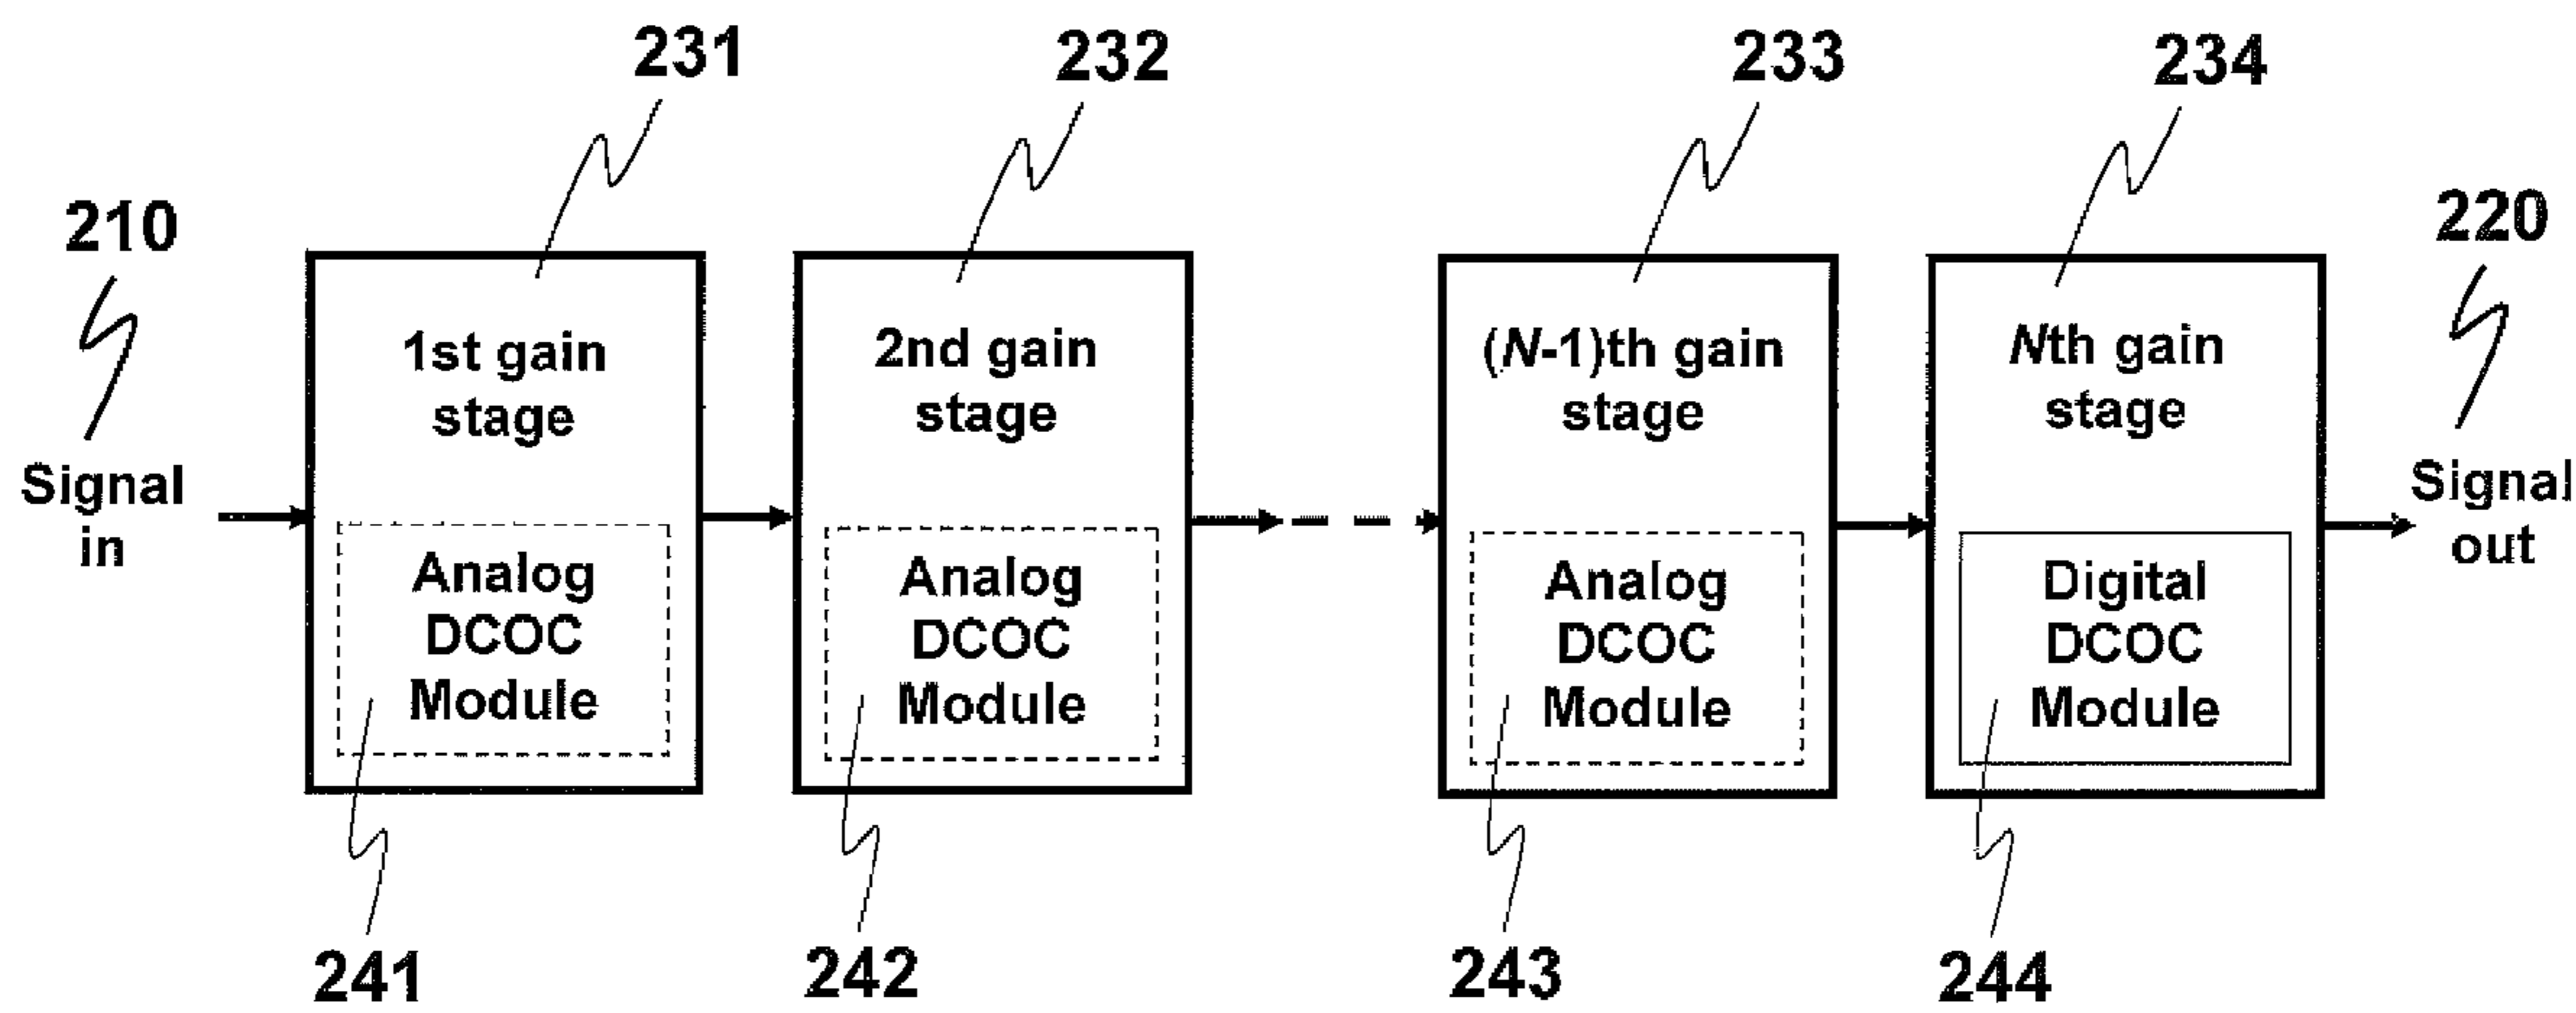 231
232
233
234
210
220
1st gain
stage
2nd gain
stage
(N-1)th gain
stage
Nth gain
stage
Signal
in
Signal
out
Analog
DCOC
Module
Analog
DCOC
Module
Analog
DCOC
Module
Digital
DCOC
Module
241
242
243
244